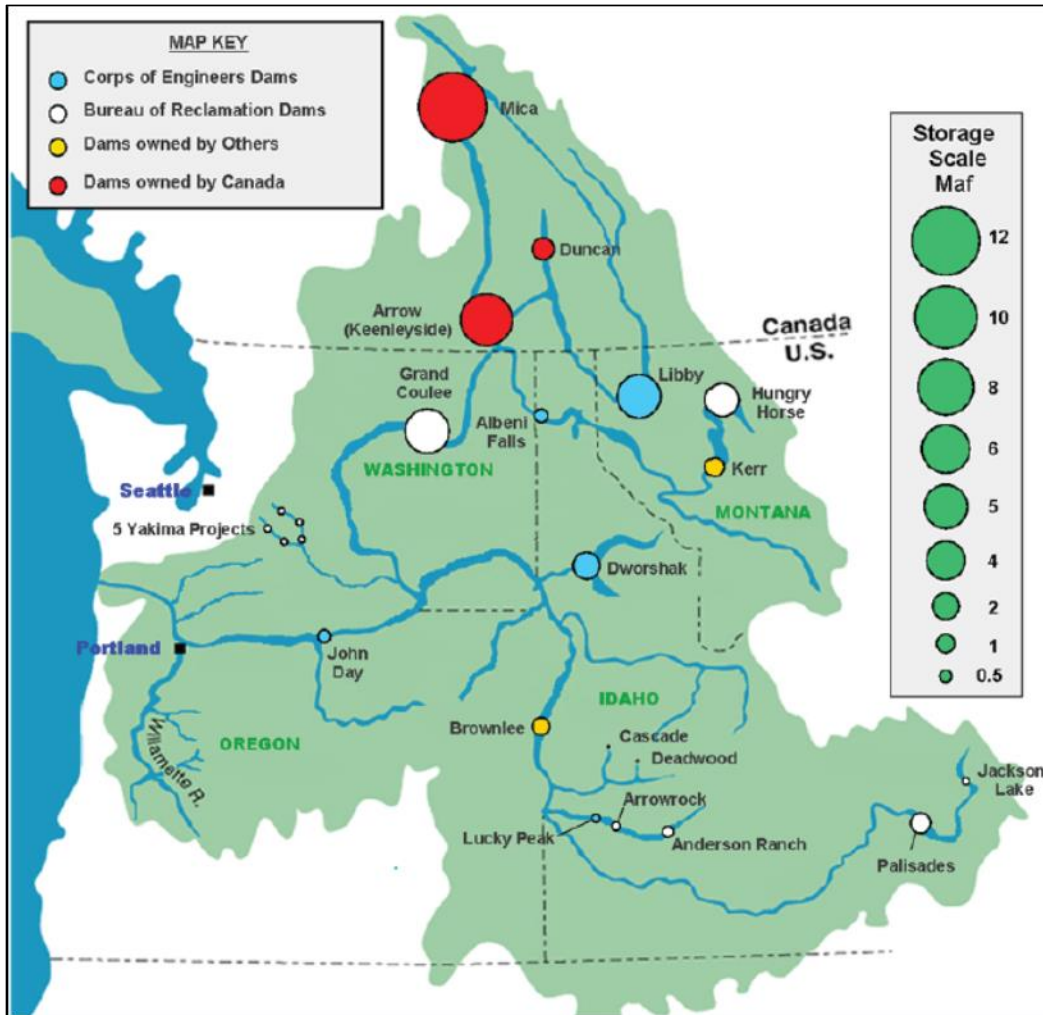 MAP KEY
Corps of Engineers Dams
Bureau of Reclamation Dams
Dams owned by Others
Dams owned by Canada
Storage
Scale
Maf
12
10
8
6
5
4
2
1
0.5
Mica
Duncan
Arrow
(Keenleyside)
Canada
U.S.
Grand
Coulee
Libby
Hungry
Horse
Albeni
Falls
WASHINGTON
Kerr
Seattle
MONTANA
5 Yakima Projects
Dworshak
Portland
John
Day
IDAHO
Brownlee
Cascade
Deadwood
OREGON
Willamette R.
Jackson
Lake
Arrowrock
Lucky Peak
Anderson Ranch
Palisades